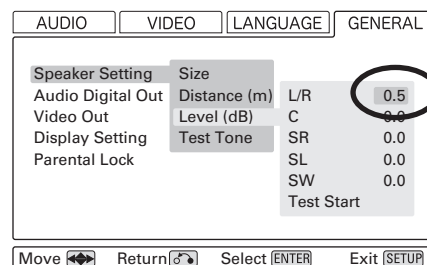 AUDIO VIDEO LANGUAGE GENERAL
Speaker Setting Size
Audio Digital Out Distance (m) L/R 0.5
Video Out Level (dB) C 0.0
Display Setting Test Tone SR 0.0
Parental Lock SL 0.0
SW 0.0
Test Start
Move Return Select ENTER Exit SETUP